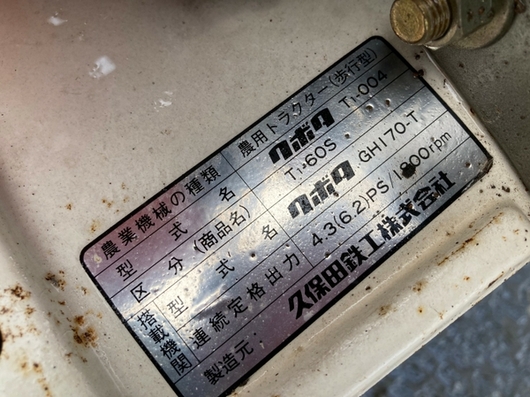 農業機械の種類 農用トラクター(歩行型)
型式名 クボタ T1-004
区分(商品名) T1-60S
搭載機関 型式名 クボタ GH170-T
連続定格出力 4.3(6.2)PS/1800rpm
製造元 久保田鉄工株式会社